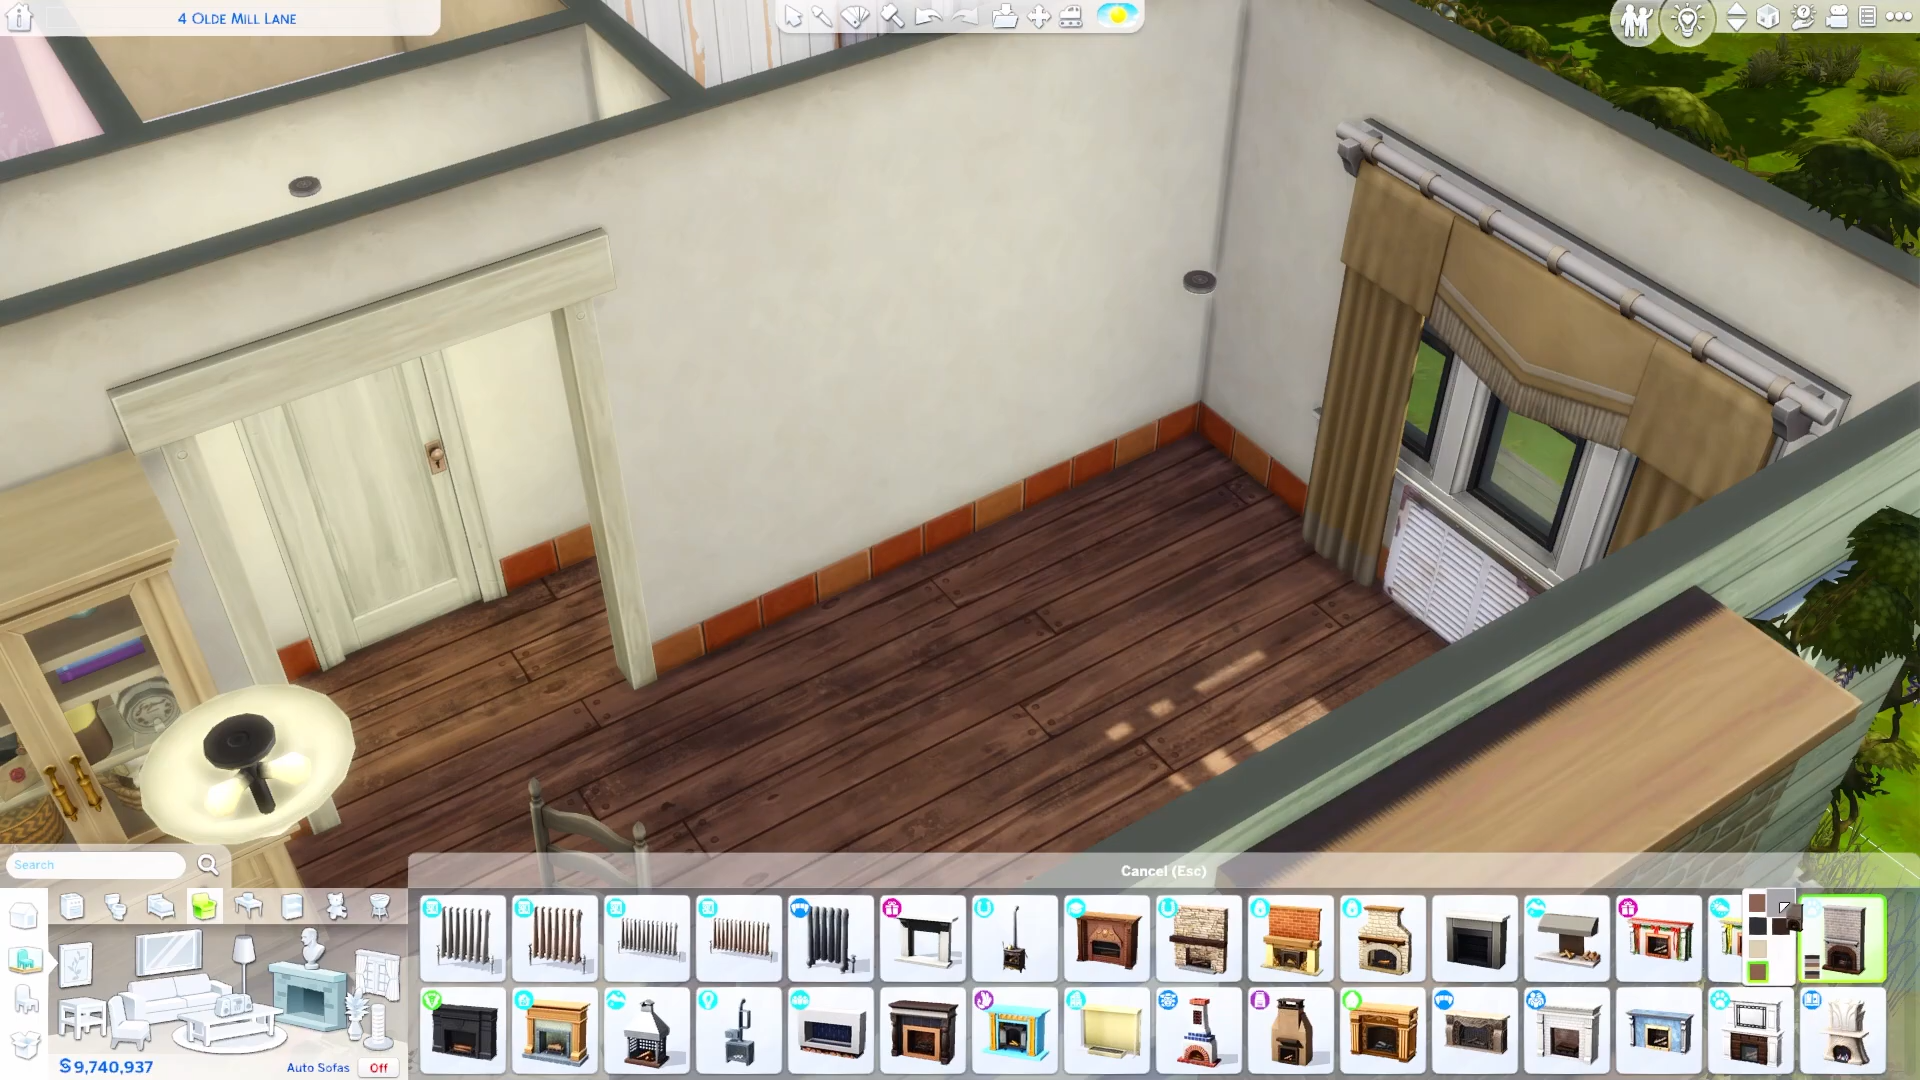 4 OLDE MILL LANE
Search
Cancel (Esc)
§9,740,937
Auto Sofas Off